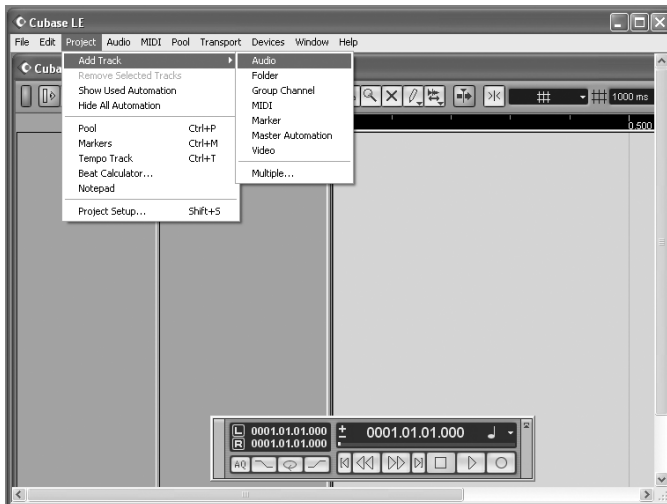 Cubase LE
File Edit Project Audio MIDI Pool Transport Devices Window Help
Cuba
Add Track
Remove Selected Tracks
Show Used Automation
Hide All Automation
Pool Ctrl+P
Markers Ctrl+M
Tempo Track Ctrl+T
Beat Calculator...
Notepad
Project Setup... Shift+S
Audio
Folder
Group Channel
MIDI
Marker
Master Automation
Video
Multiple...
1000 ms
0.500
L 0001.01.01.000
R 0001.01.01.000
0001.01.01.000
AQ